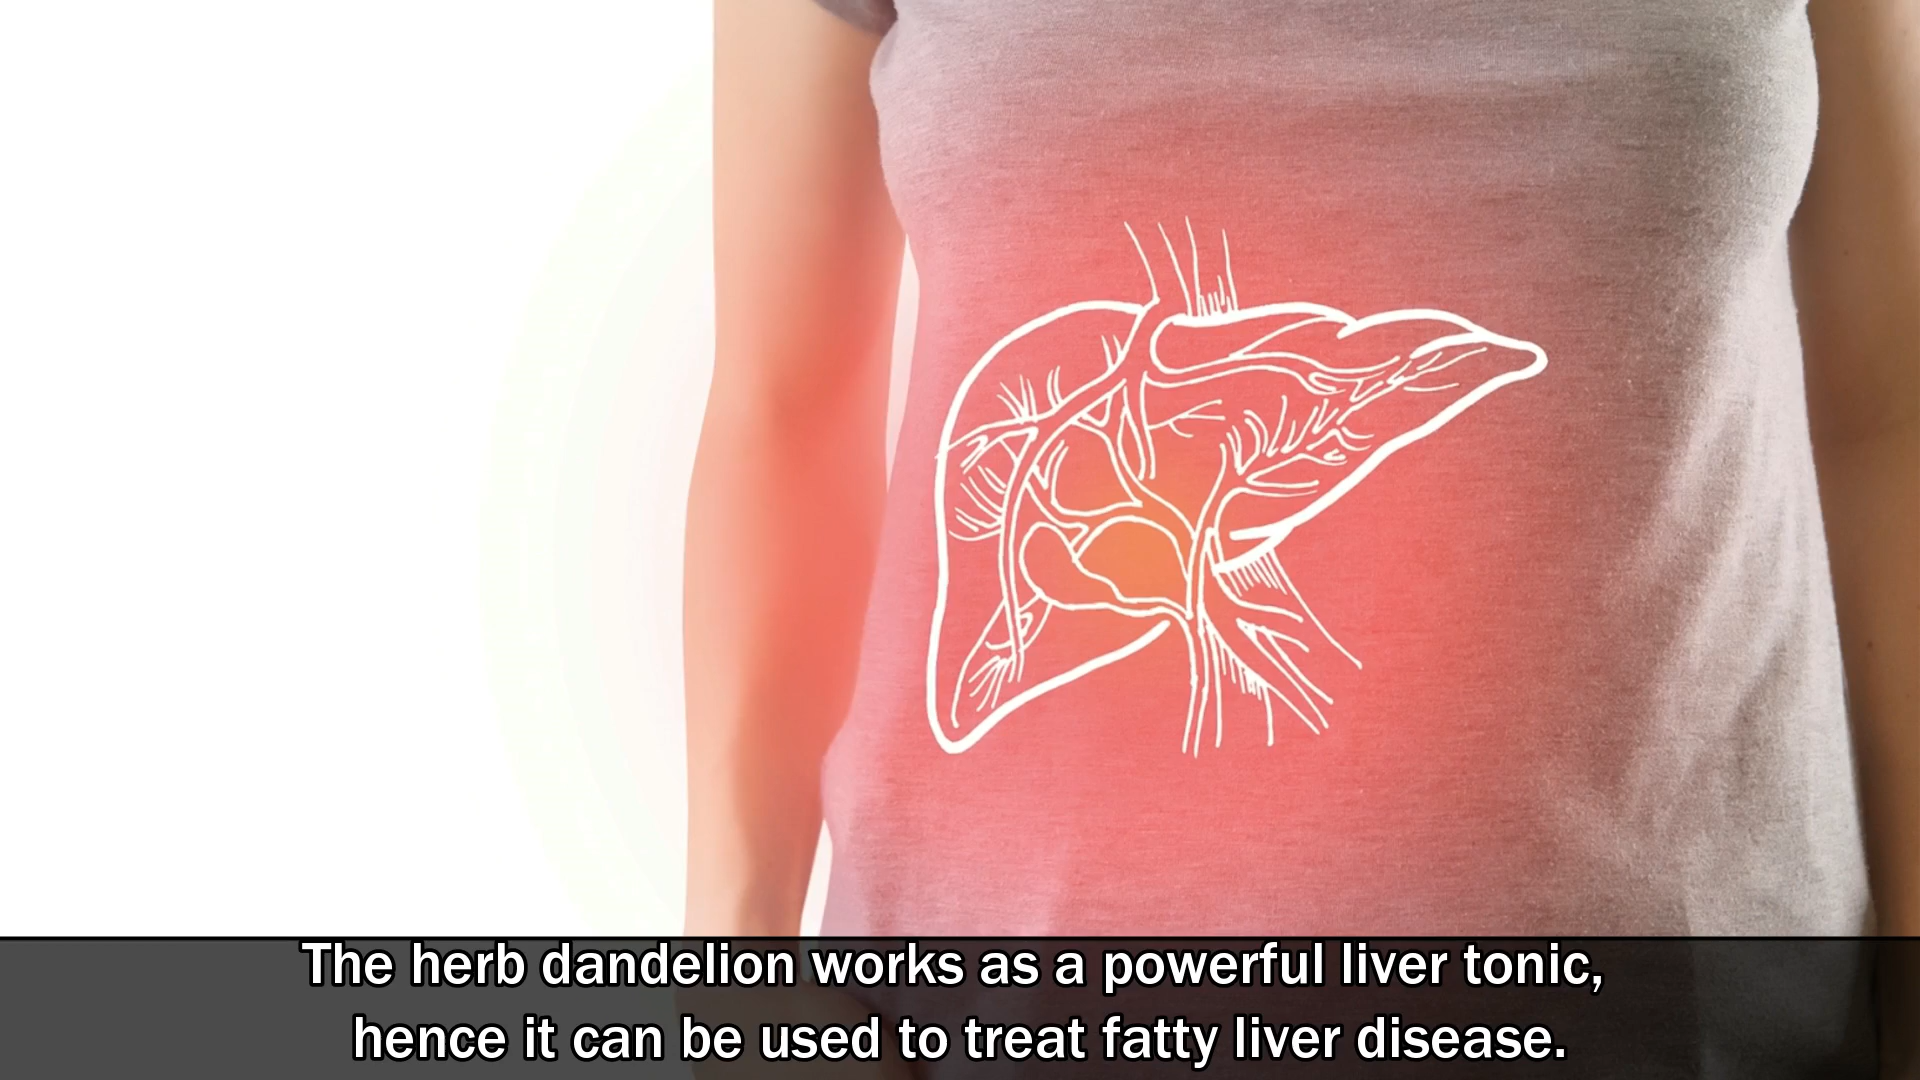 The herb dandelion works as a powerful liver tonic,
hence it can be used to treat fatty liver disease.